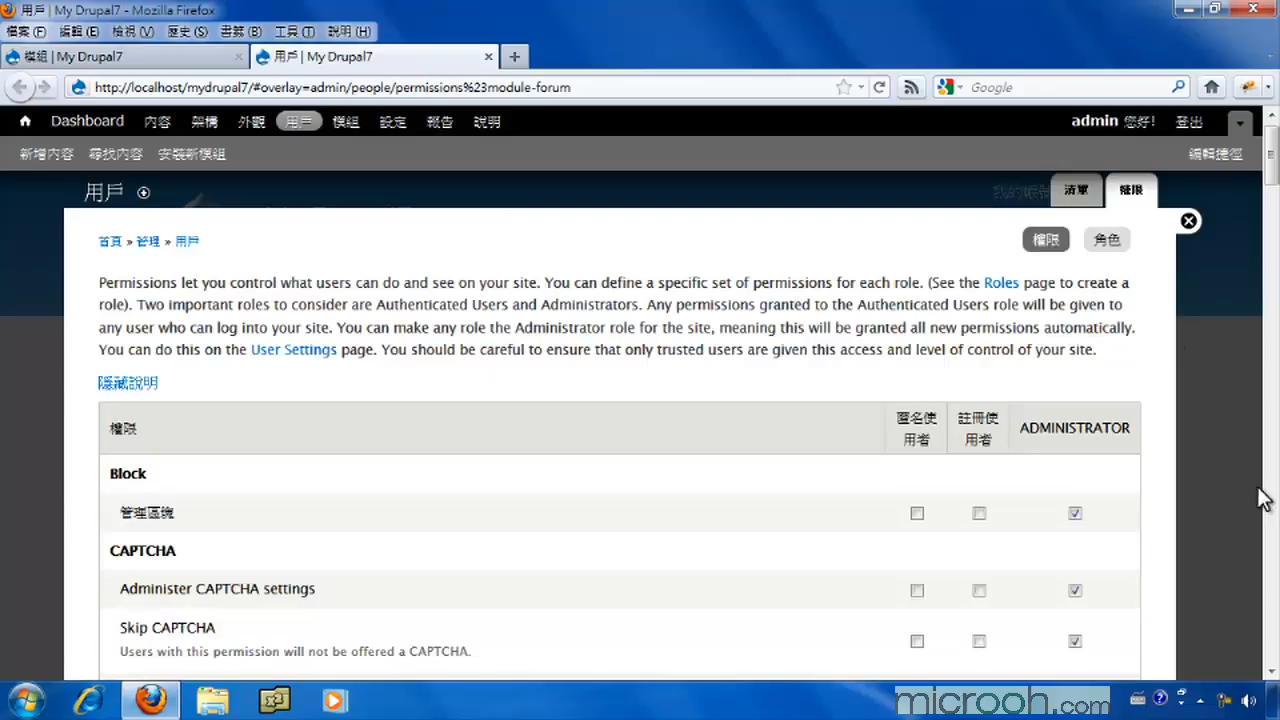 用戶 | My Drupal7 - Mozilla Firefox
檔案 (F) 編輯 (E) 檢視 (V) 歷史 (S) 書籤 (B) 工具 (T) 說明 (H)
模組 | My Drupal7
用戶 | My Drupal7
http://localhost/mydrupal7/#overlay=admin/people/permissions%23module-forum
Google
Dashboard 內容 架構 外觀 用戶 模組 設定 報告 說明
admin 您好! 登出
新增內容 尋找內容 安裝新模組
編輯捷徑
用戶
我的帳號
清單 權限
首頁 » 管理 » 用戶
權限 角色
Permissions let you control what users can do and see on your site. You can define a specific set of permissions for each role. (See the Roles page to create a
role). Two important roles to consider are Authenticated Users and Administrators. Any permissions granted to the Authenticated Users role will be given to
any user who can log into your site. You can make any role the Administrator role for the site, meaning this will be granted all new permissions automatically.
You can do this on the User Settings page. You should be careful to ensure that only trusted users are given this access and level of control of your site.
隱藏說明
權限
匿名使
用者
註冊使
用者
ADMINISTRATOR
Block
管理區塊
CAPTCHA
Administer CAPTCHA settings
Skip CAPTCHA
Users with this permission will not be offered a CAPTCHA.
microoh.com